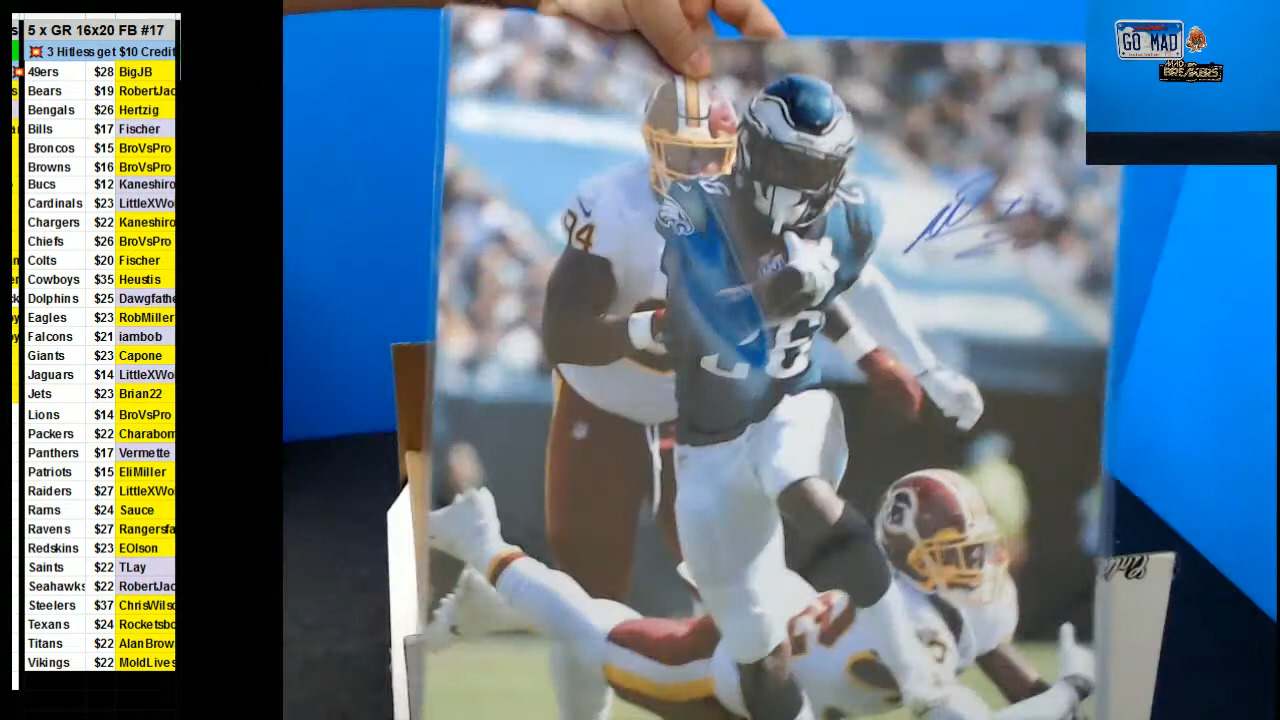 5 x GR 16x20 FB #17
3 Hitless get $10 Credit
49ers $28 BigJB
Bears $19 RobertJac
Bengals $26 Hertzig
Bills $17 Fischer
Broncos $15 BroVsPro
Browns $16 BroVsPro
Bucs $12 Kaneshiro
Cardinals $23 LittleXWo
Chargers $22 Kaneshiro
Chiefs $26 BroVsPro
Colts $20 Fischer
Cowboys $35 Heustis
Dolphins $25 Dawgfathe
Eagles $23 RobMiller
Falcons $21 iambob
Giants $23 Capone
Jaguars $14 LittleXWo
Jets $23 Brian22
Lions $14 BroVsPro
Packers $22 Charabom
Panthers $17 Vermette
Patriots $15 EliMiller
Raiders $27 LittleXWo
Rams $24 Sauce
Ravens $27 Rangersfa
Redskins $23 EOlson
Saints $22 TLay
Seahawks $22 RobertJac
Steelers $37 ChrisWilso
Texans $24 Rocketsbo
Titans $22 AlanBrow
Vikings $22 MoldLives
GO MAD
MAD
BREAKERS
94